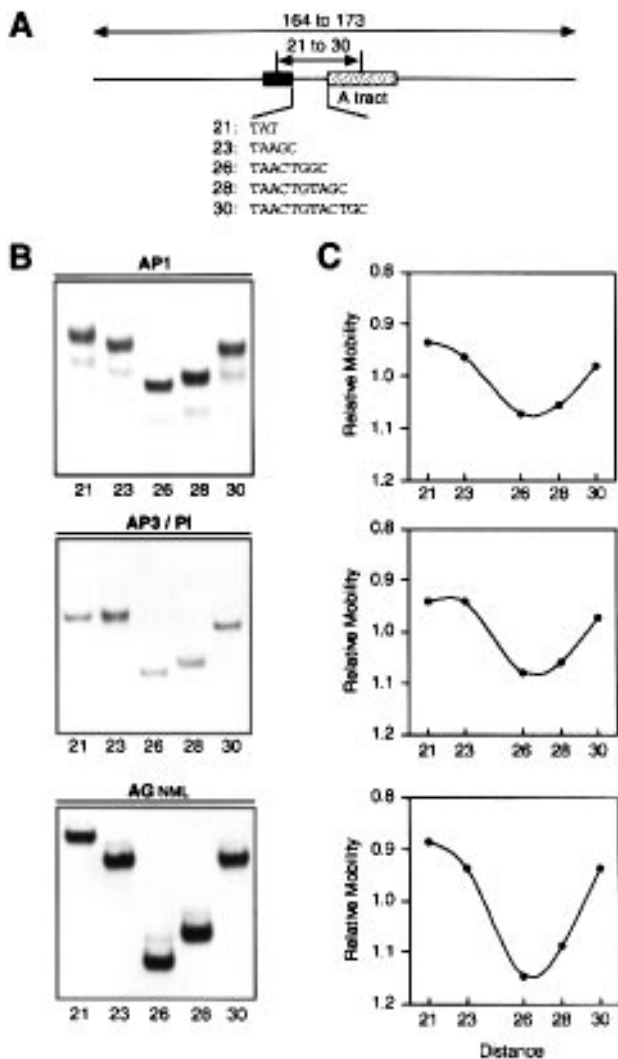 A
164 to 173
21 to 30
A tract
21: TAT
23: TAAGC
26: TAACTGGC
28: TAACTGTAGC
30: TAACTGTACTGC
B
AP1
21 23 26 28 30
AP3 / PI
21 23 26 28 30
AG NML
21 23 26 28 30
C
Relative Mobility
0.8
0.9
1.0
1.1
1.2
21 23 26 28 30
Relative Mobility
0.8
0.9
1.0
1.1
1.2
21 23 26 28 30
Relative Mobility
0.8
0.9
1.0
1.1
1.2
21 23 26 28 30
Distance